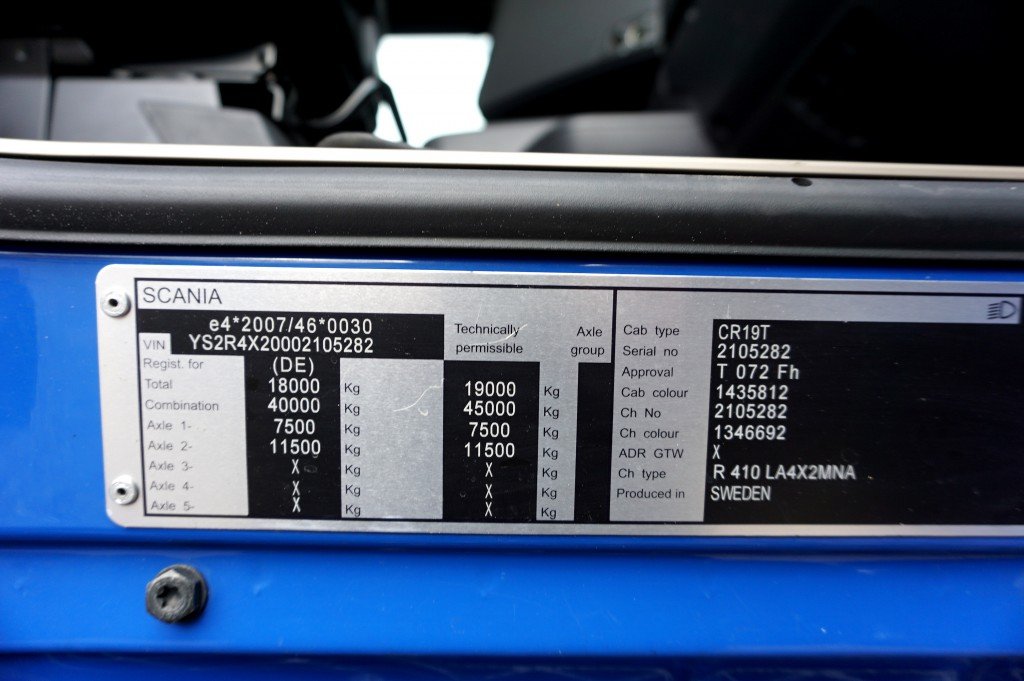 SCANIA
e4*2007/46*0030
VIN YS2R4X20002105282
Technically permissible Axle group
Regist. for (DE)
Total 18000 Kg 19000 Kg
Combination 40000 Kg 45000 Kg
Axle 1- 7500 Kg 7500 Kg
Axle 2- 11500 Kg 11500 Kg
Axle 3- X Kg X Kg
Axle 4- X Kg X Kg
Axle 5- X Kg X Kg
Cab type CR19T
Serial no 2105282
Approval T 072 Fh
Cab colour 1435812
Ch No 2105282
Ch colour 1346692
ADR GTW X
Ch type R 410 LA4X2MNA
Produced in SWEDEN